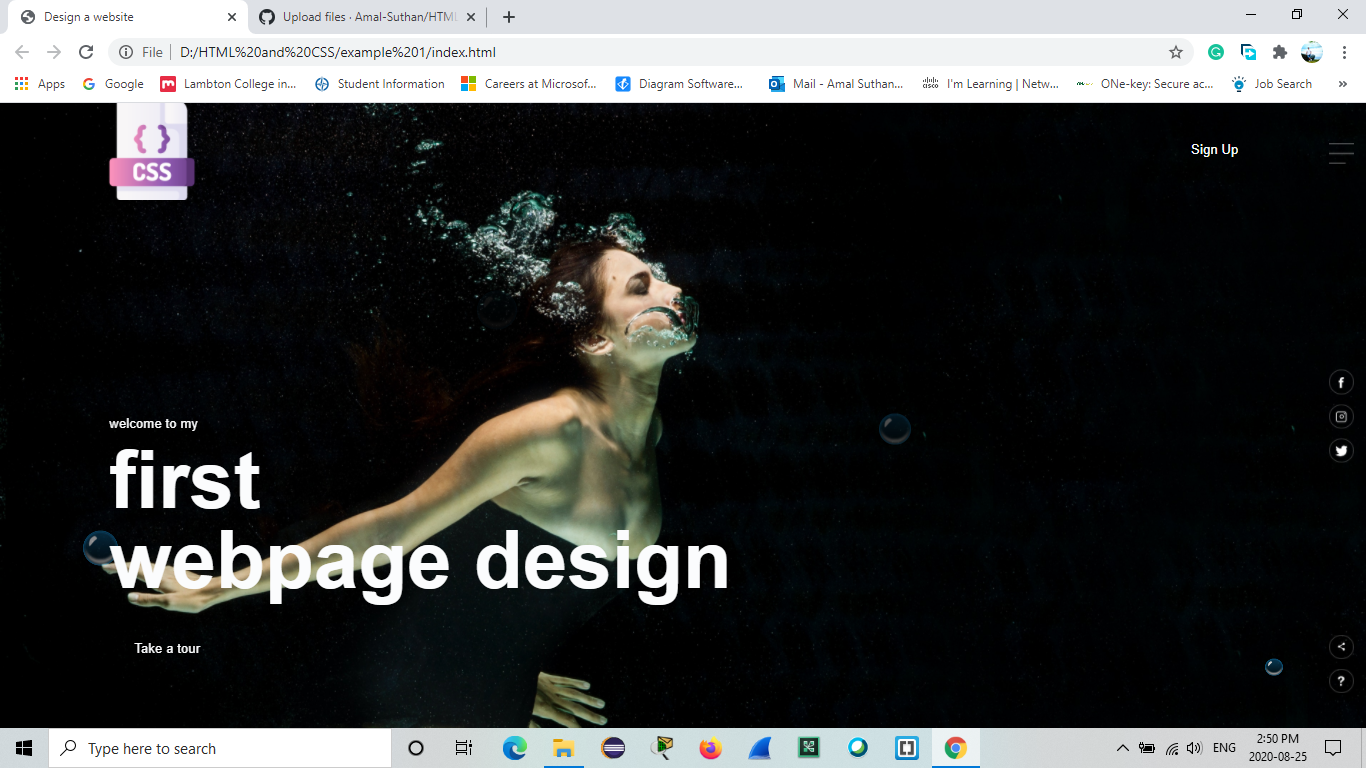 Design a website
Upload files · Amal-Suthan/HTML
File
D:/HTML%20and%20CSS/example%201/index.html
Apps
Google
Lambton College in...
Student Information
Careers at Microsof...
Diagram Software...
Mail - Amal Suthan...
I'm Learning | Netw...
ONe-key: Secure ac...
Job Search
»
{ }
CSS
Sign Up
welcome to my
first
webpage design
Take a tour
?
Type here to search
ENG
2:50 PM
2020-08-25